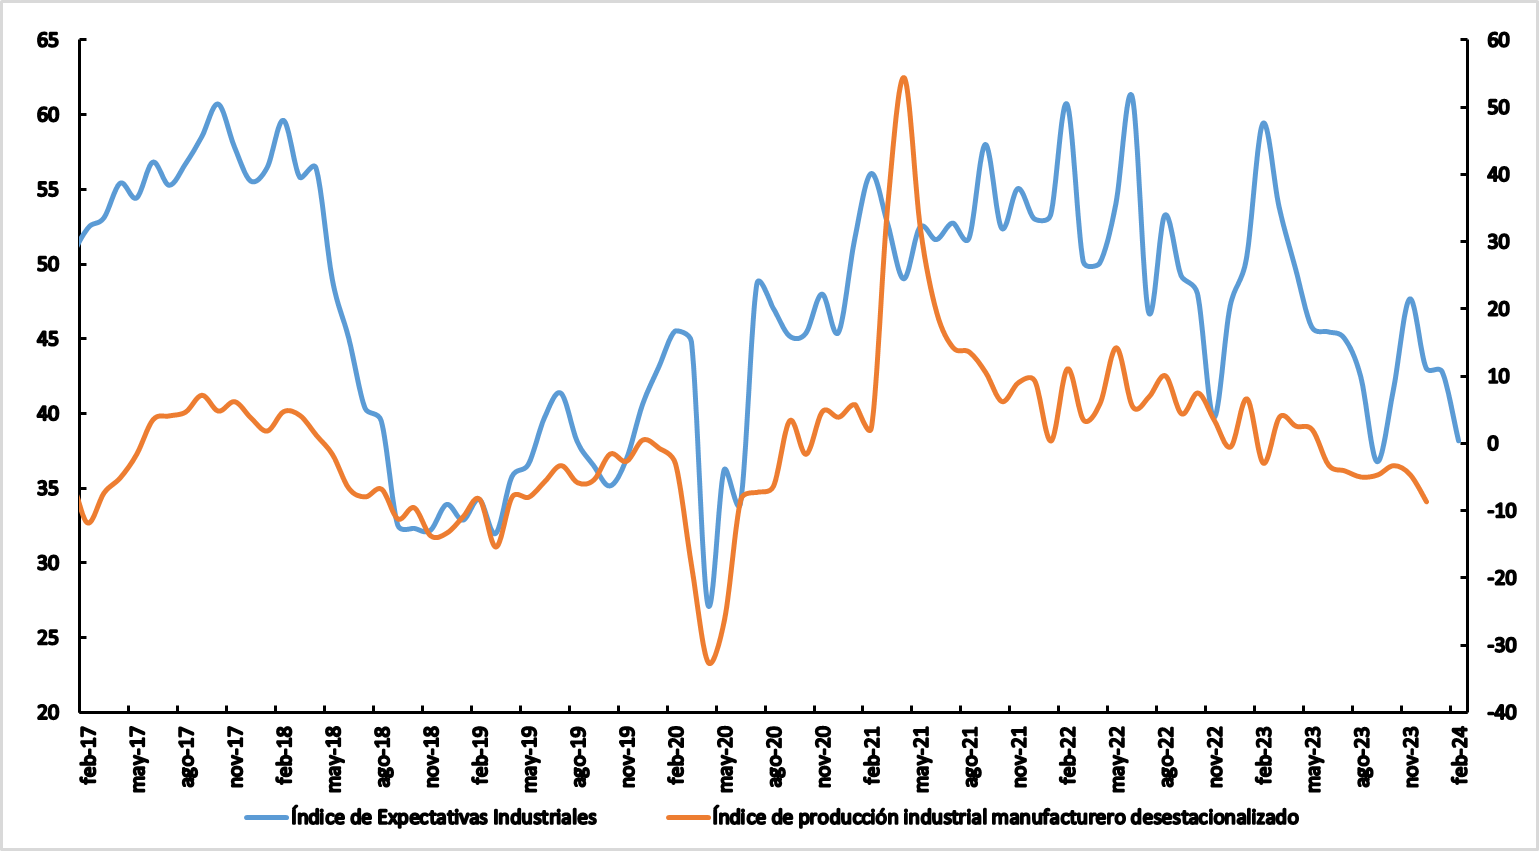 65
60
55
50
45
40
35
30
25
20
60
50
40
30
20
10
0
-10
-20
-30
-40
feb-17
may-17
ago-17
nov-17
feb-18
may-18
ago-18
nov-18
feb-19
may-19
ago-19
nov-19
feb-20
may-20
ago-20
nov-20
feb-21
may-21
ago-21
nov-21
feb-22
may-22
ago-22
nov-22
feb-23
may-23
ago-23
nov-23
feb-24
Índice de Expectativas Industriales
Índice de producción industrial manufacturero desestacionalizado